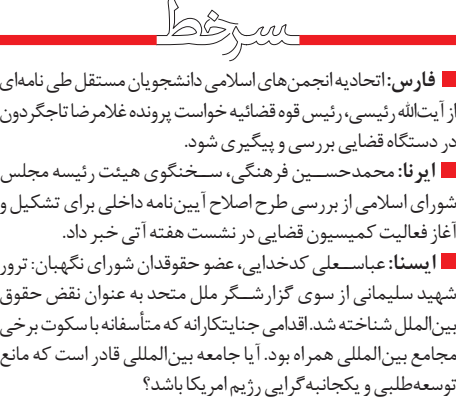 سرخط
فارس: اتحادیه انجمن‌های اسلامی دانشجویان مستقل طی نامه‌ای
از آیت‌الله رئیسی، رئیس قوه قضائیه خواست پرونده غلامرضا تاجگردون
در دستگاه قضایی بررسی و پیگیری شود.
ایرنا: محمدحسین فرهنگی، سخنگوی هیئت رئیسه مجلس
شورای اسلامی از بررسی طرح اصلاح آیین‌نامه داخلی برای تشکیل و
آغاز فعالیت کمیسیون قضایی در نشست هفته آتی خبر داد.
ایسنا: عباسعلی کدخدایی، عضو حقوقدان شورای نگهبان: ترور
شهید سلیمانی از سوی گزارشگر ملل متحد به عنوان نقض حقوق
بین‌الملل شناخته شد. اقدامی جنایتکارانه که متأسفانه با سکوت برخی
مجامع بین‌المللی همراه بود. آیا جامعه بین‌المللی قادر است که مانع
توسعه‌طلبی و یکجانبه‌گرایی رژیم امریکا باشد؟